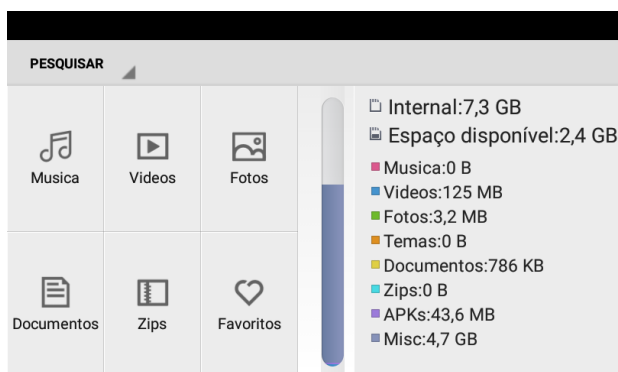 PESQUISAR
Musica
Videos
Fotos
Documentos
Zips
Favoritos
Internal:7,3 GB
Espaço disponível:2,4 GB
Musica:0 B
Videos:125 MB
Fotos:3,2 MB
Temas:0 B
Documentos:786 KB
Zips:0 B
APKs:43,6 MB
Misc:4,7 GB